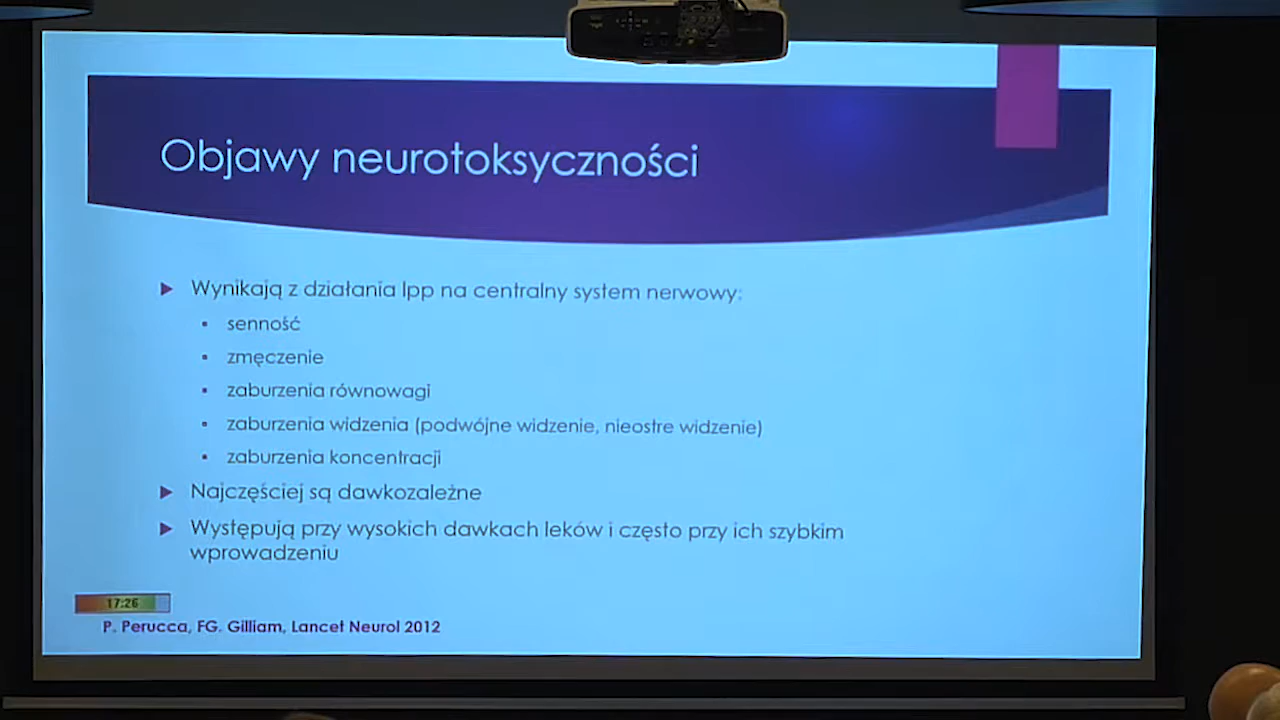 Objawy neurotoksyczności
Wynikają z działania lpp na centralny system nerwowy:
senność
zmęczenie
zaburzenia równowagi
zaburzenia widzenia (podwójne widzenie, nieostre widzenie)
zaburzenia koncentracji
Najczęściej są dawkozależne
Występują przy wysokich dawkach leków i często przy ich szybkim
wprowadzeniu
17:26
P. Perucca, FG. Gilliam, Lancet Neurol 2012